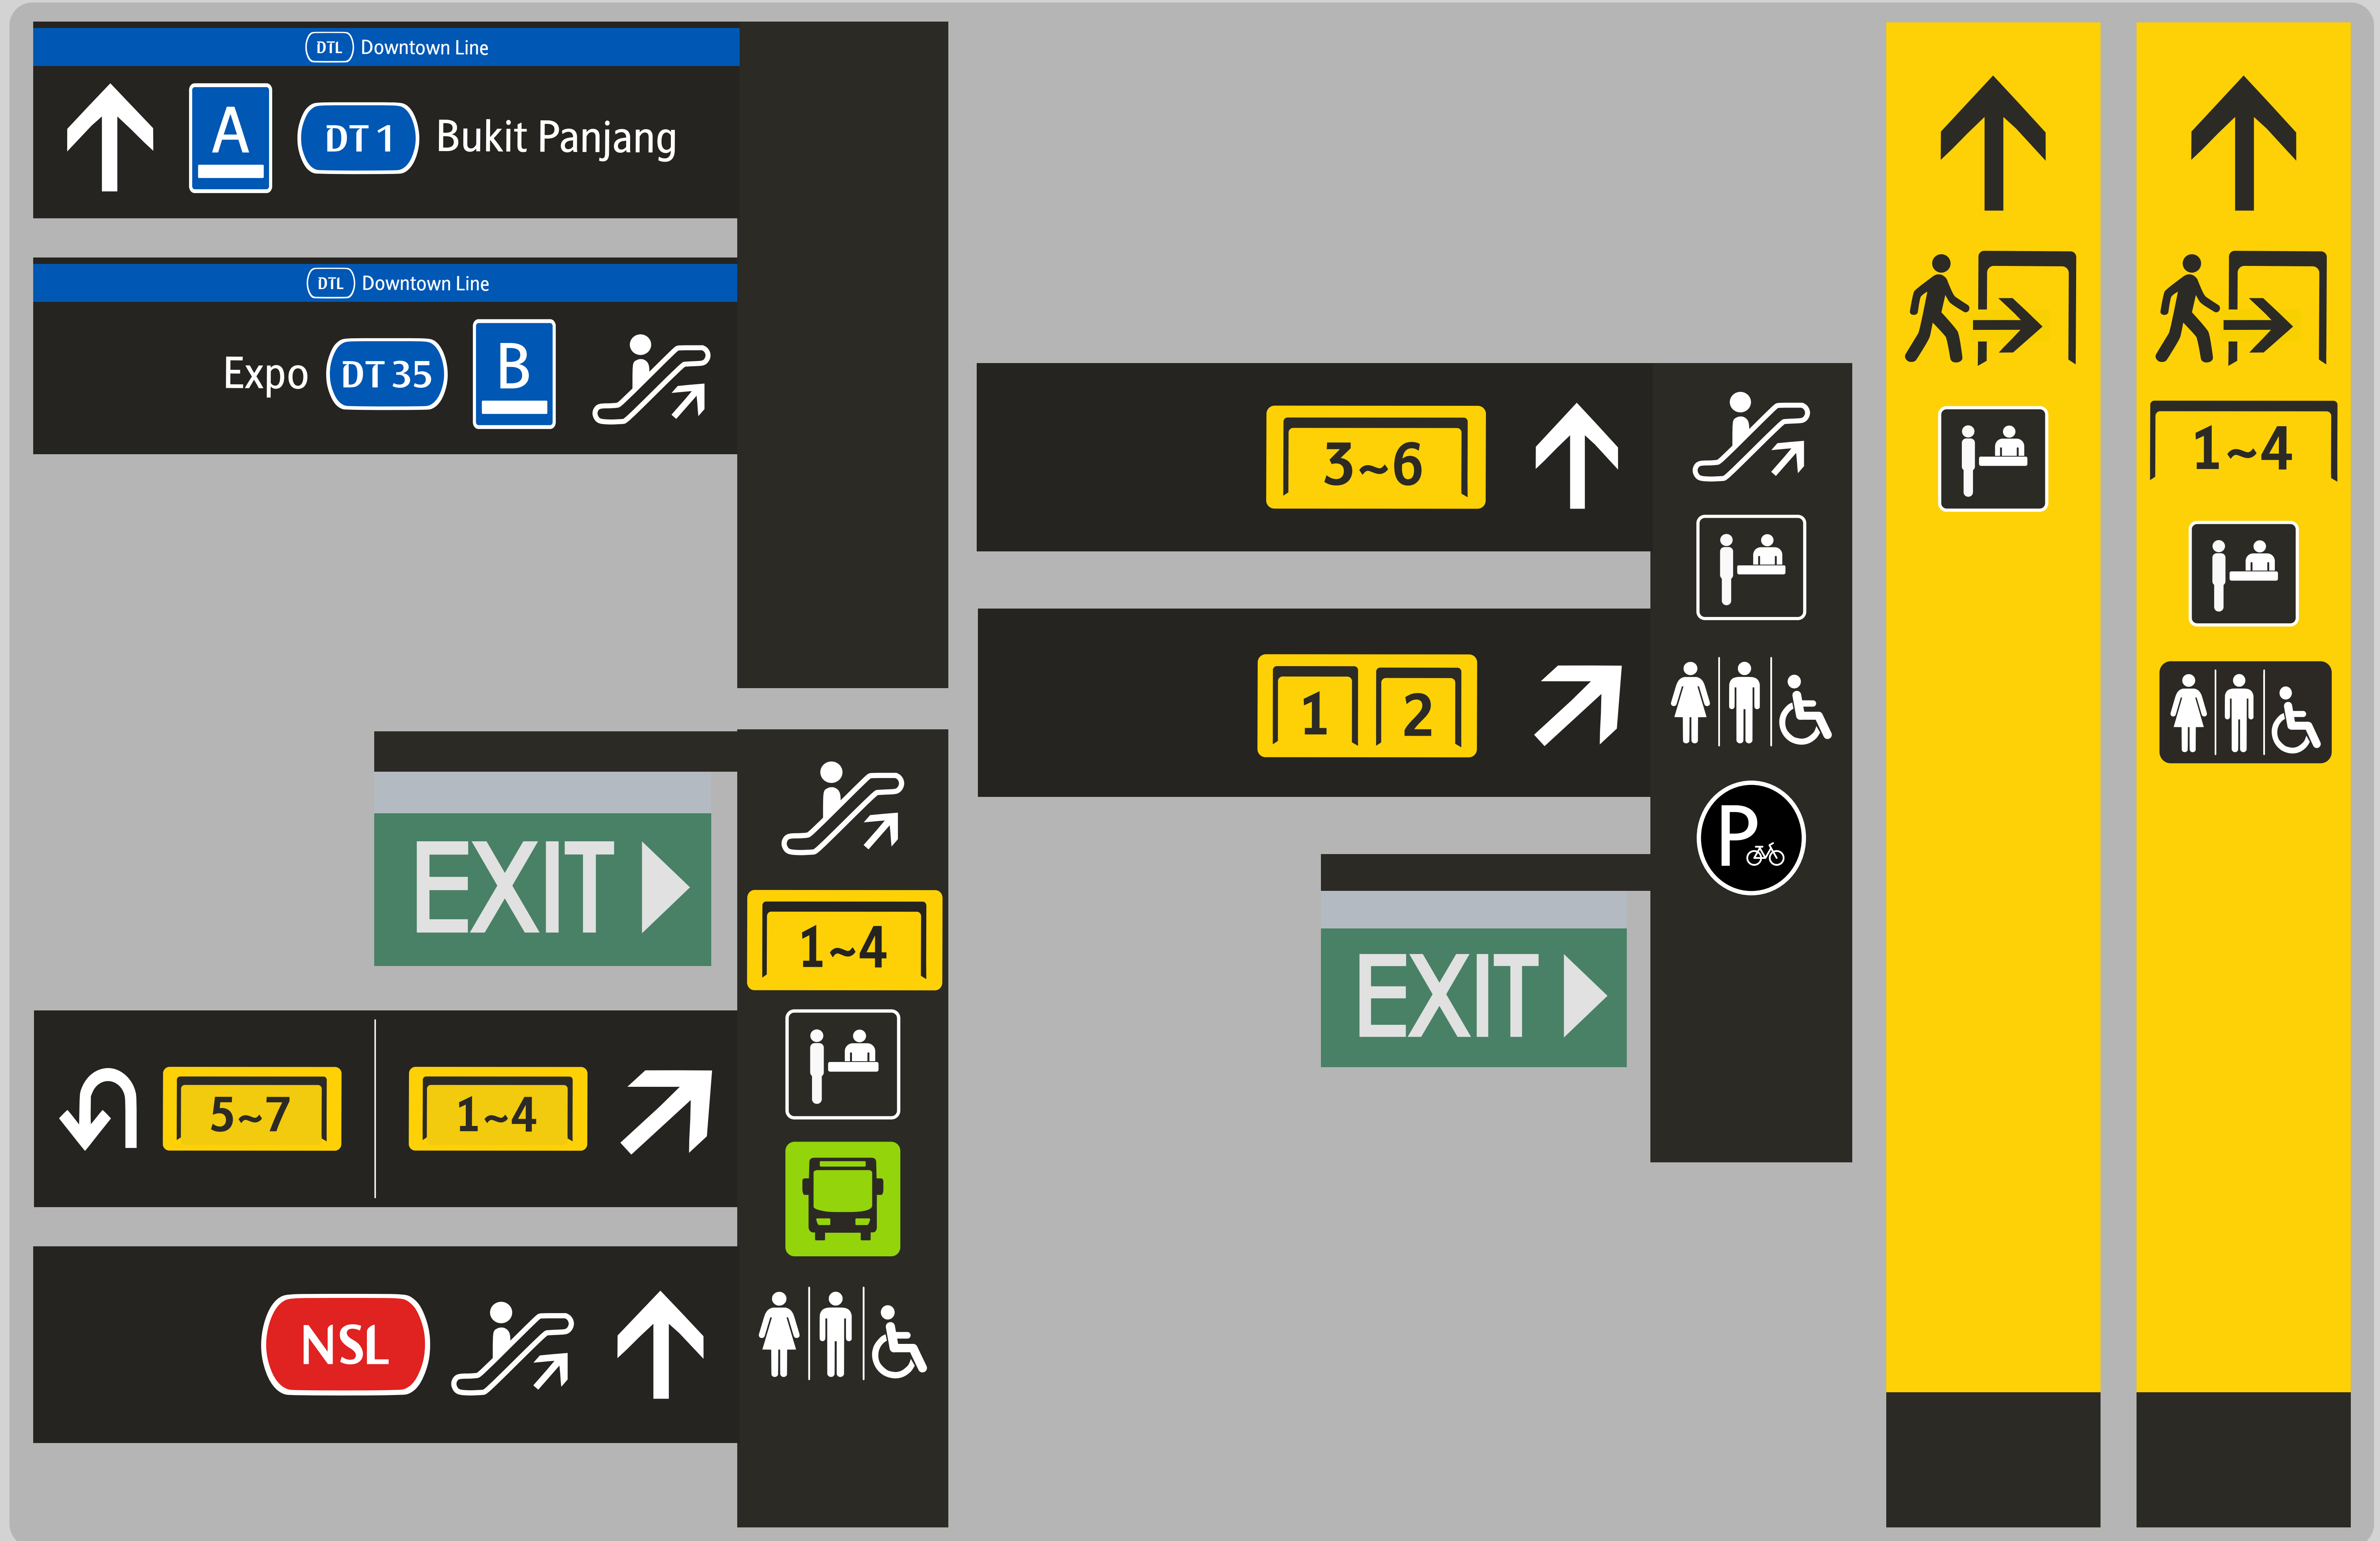 DTL Downtown Line
A DT 1 Bukit Panjang
DTL Downtown Line
Expo DT 35 B
EXIT
1~4
5~7 1~4
NSL
3~6
1 2
P
EXIT
1~4